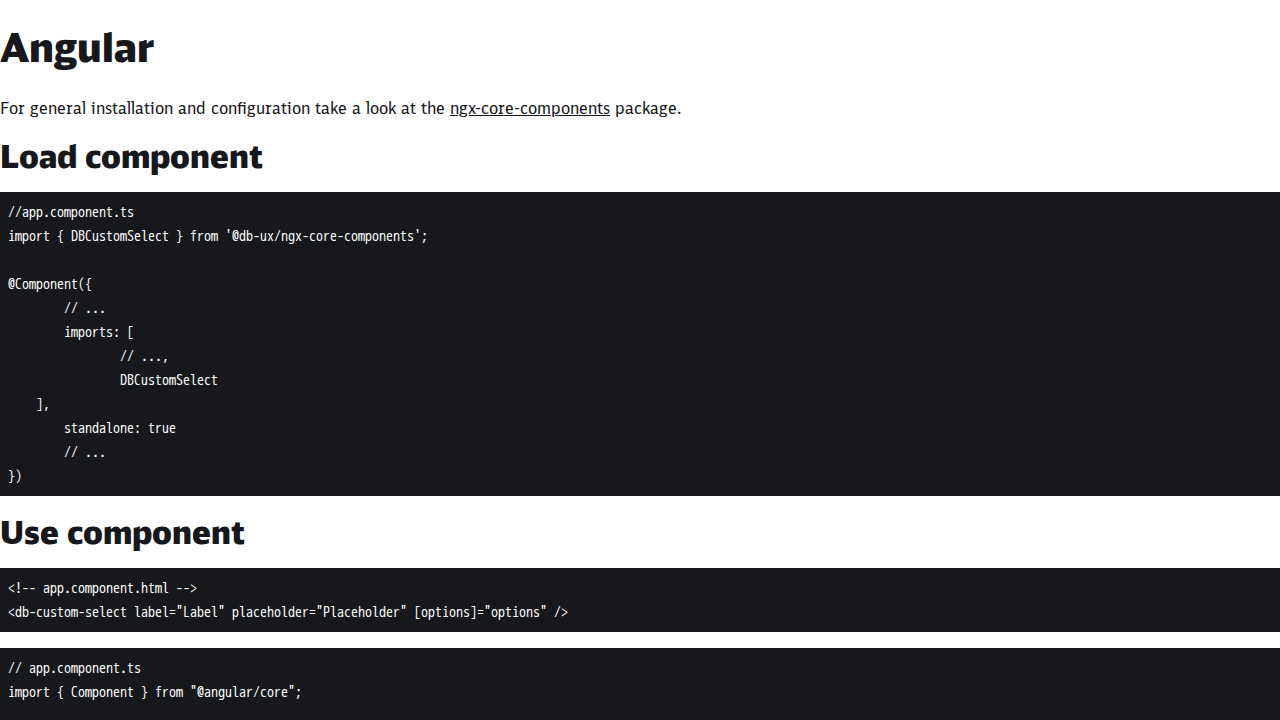 Angular
For general installation and configuration take a look at the ngx-core-components package.
Load component
//app.component.ts
import { DBCustomSelect } from '@db-ux/ngx-core-components';
@Component({
// ...
imports: [
// ...,
DBCustomSelect
],
standalone: true
// ...
})
Use component
<!-- app.component.html -->
<db-custom-select label="Label" placeholder="Placeholder" [options]="options" />
// app.component.ts
import { Component } from "@angular/core";